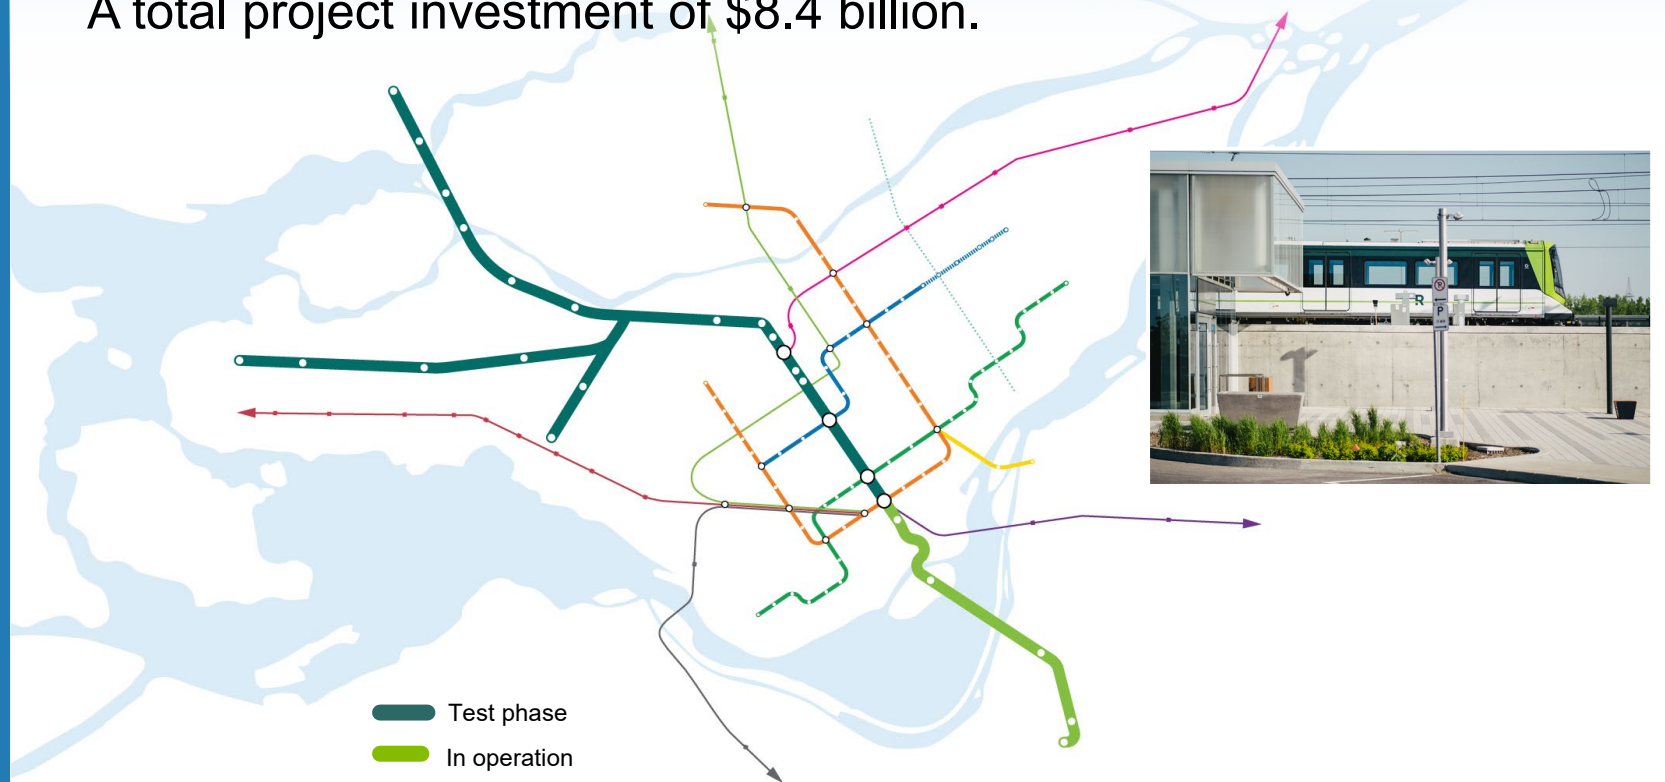 A total project investment of $8.4 billion.
R
P
Test phase
In operation